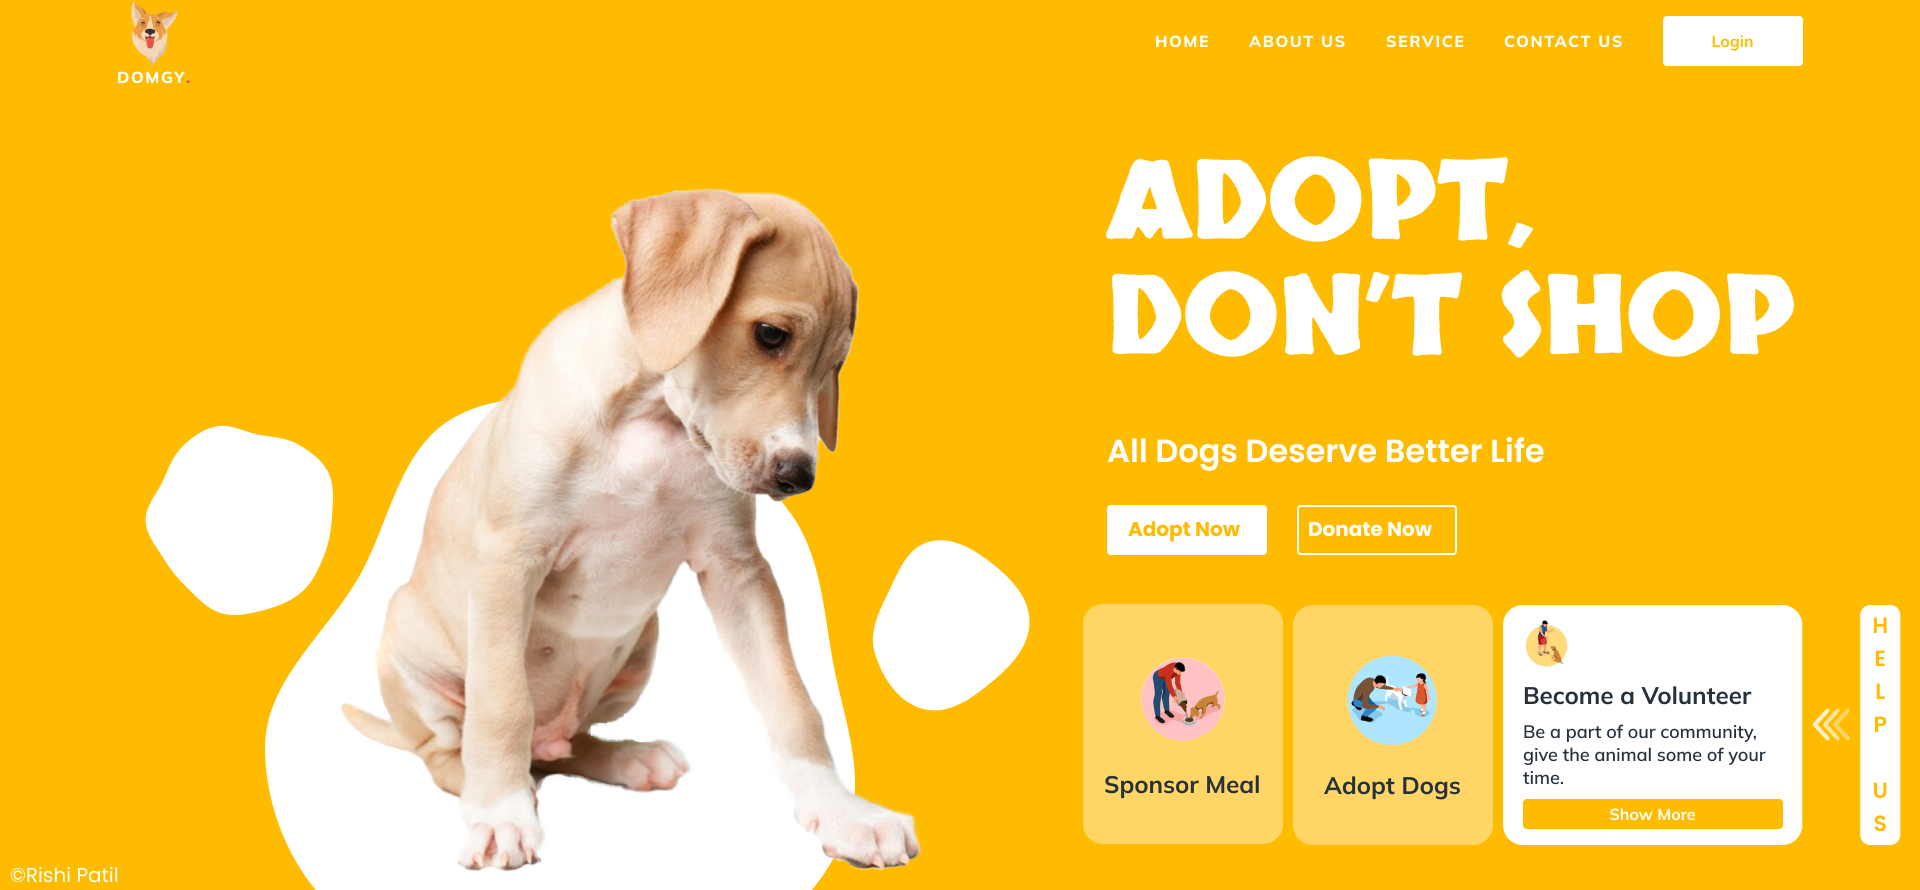 DOMGY.
HOME
ABOUT US
SERVICE
CONTACT US
Login
ADOPT,
DON'T SHOP
All Dogs Deserve Better Life
Adopt Now
Donate Now
Sponsor Meal
Adopt Dogs
Become a Volunteer
Be a part of our community,
give the animal some of your
time.
Show More
HELP US
©Rishi Patil